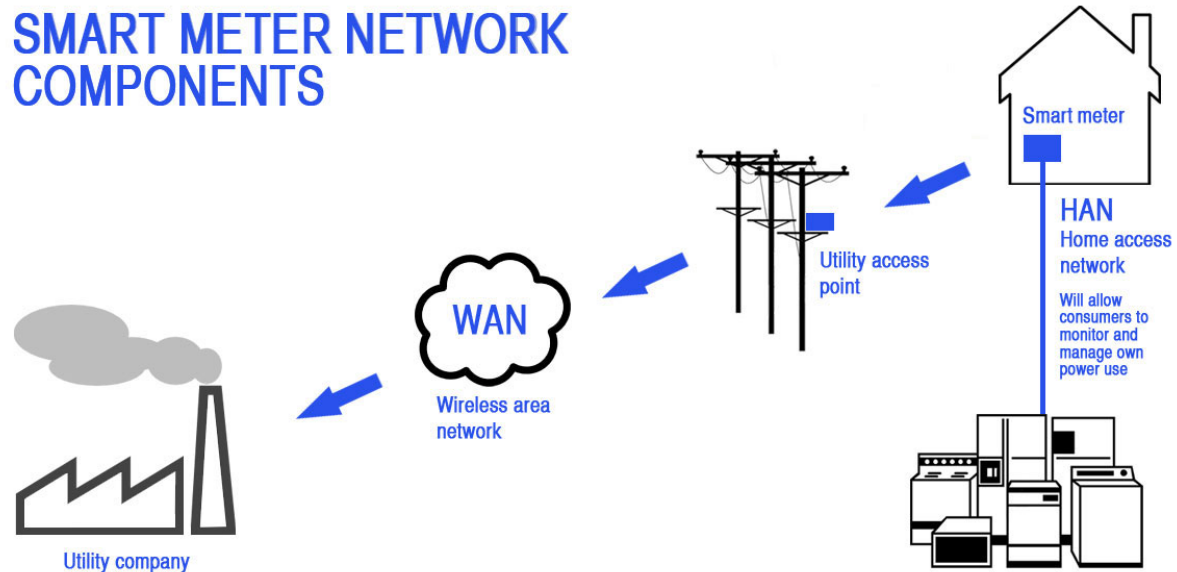 SMART METER NETWORK
COMPONENTS
Smart meter
HAN
Home access
network
Will allow
consumers to
monitor and
manage own
power use
Utility access
point
WAN
Wireless area
network
Utility company